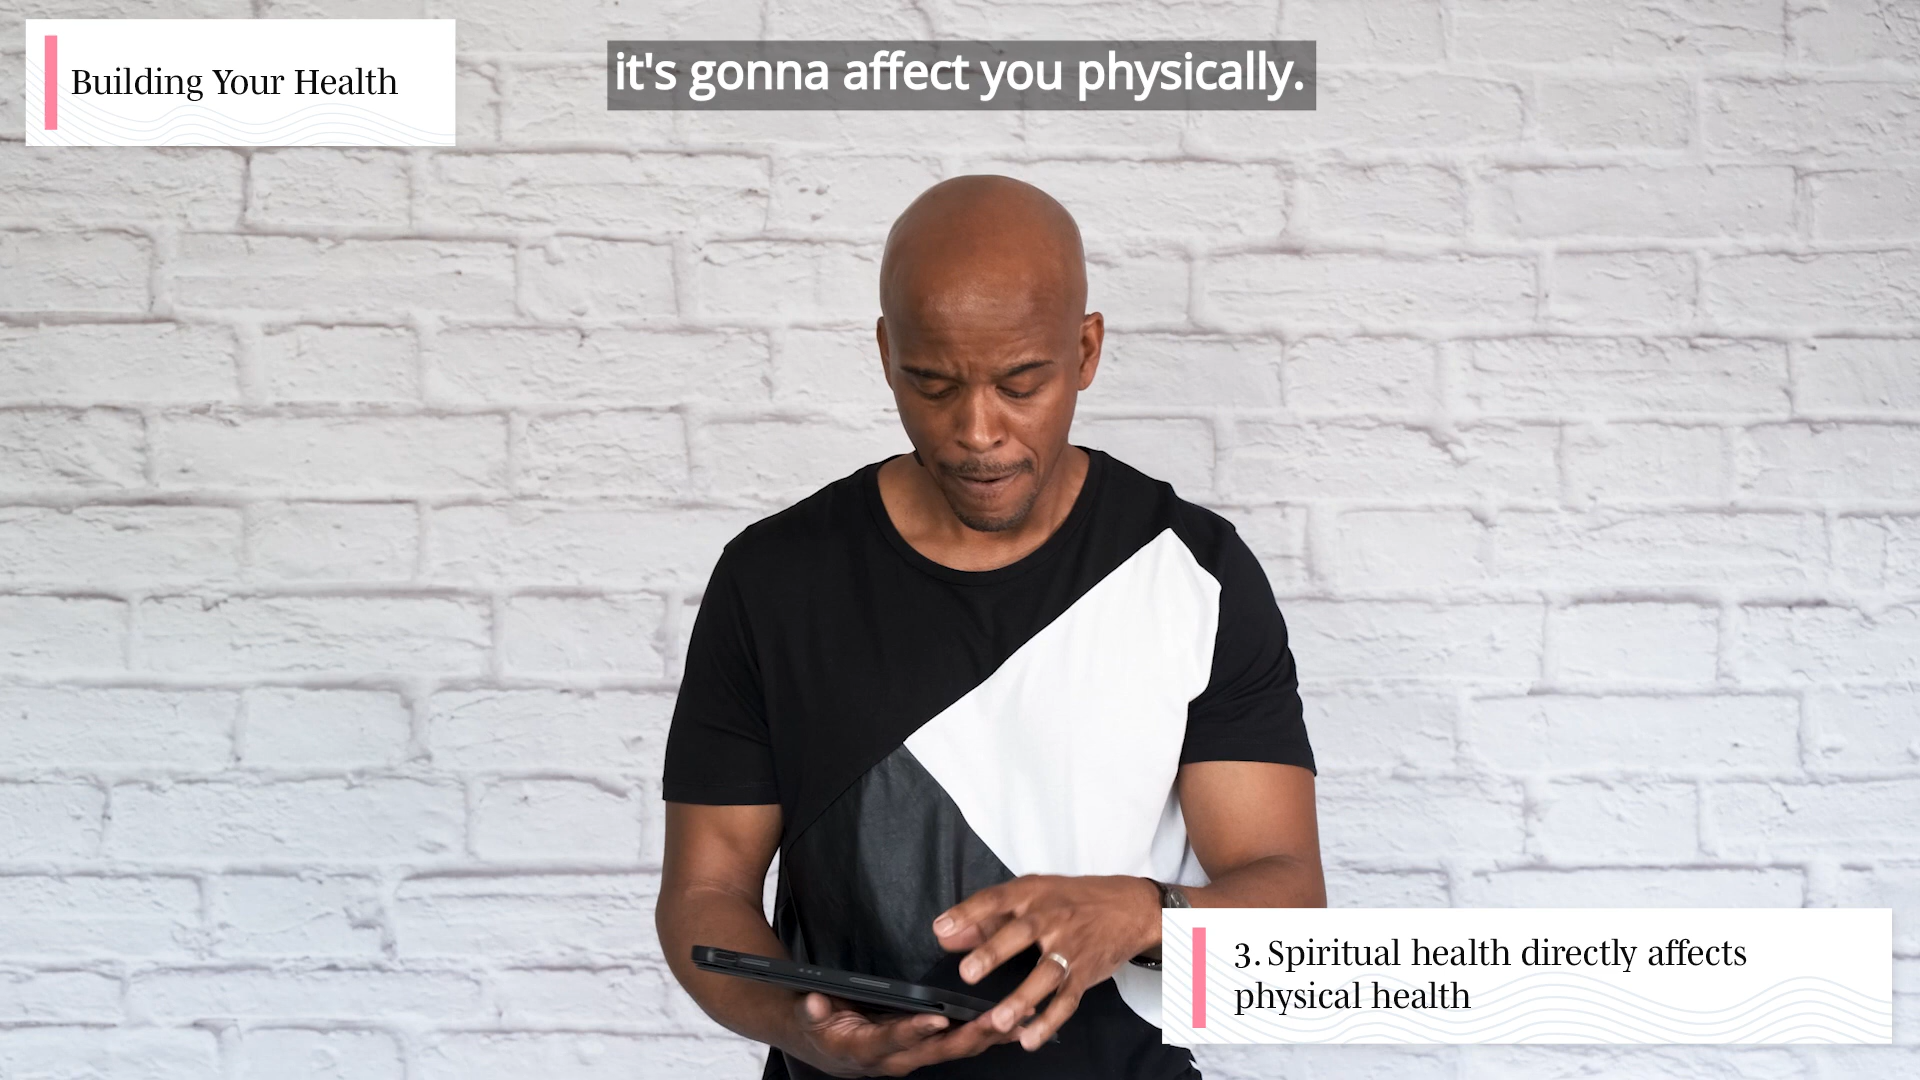 Building Your Health
it's gonna affect you physically.
3. Spiritual health directly affects
physical health